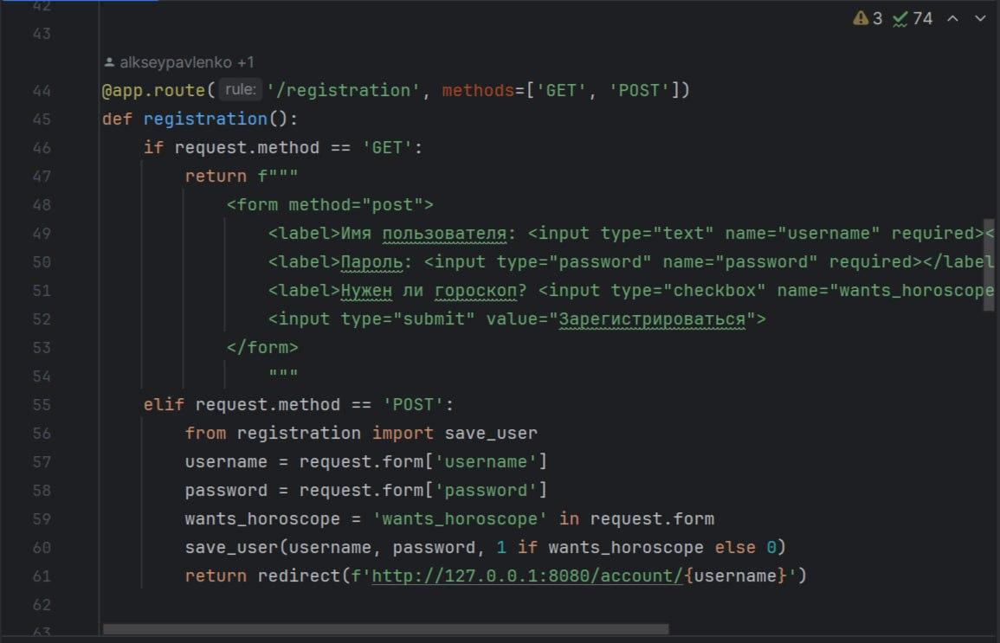 42
3 74
43
alkseypavlenko +1
44 @app.route( rule: '/registration', methods=['GET', 'POST'])
45 def registration():
46 if request.method == 'GET':
47 return f"""
48 <form method="post">
49 <label>Имя пользователя: <input type="text" name="username" required><
50 <label>Пароль: <input type="password" name="password" required></label
51 <label>Нужен ли гороскоп? <input type="checkbox" name="wants_horoscope
52 <input type="submit" value="Зарегистрироваться">
53 </form>
54 """
55 elif request.method == 'POST':
56 from registration import save_user
57 username = request.form['username']
58 password = request.form['password']
59 wants_horoscope = 'wants_horoscope' in request.form
60 save_user(username, password, 1 if wants_horoscope else 0)
61 return redirect(f'http://127.0.0.1:8080/account/{username}')
62
63